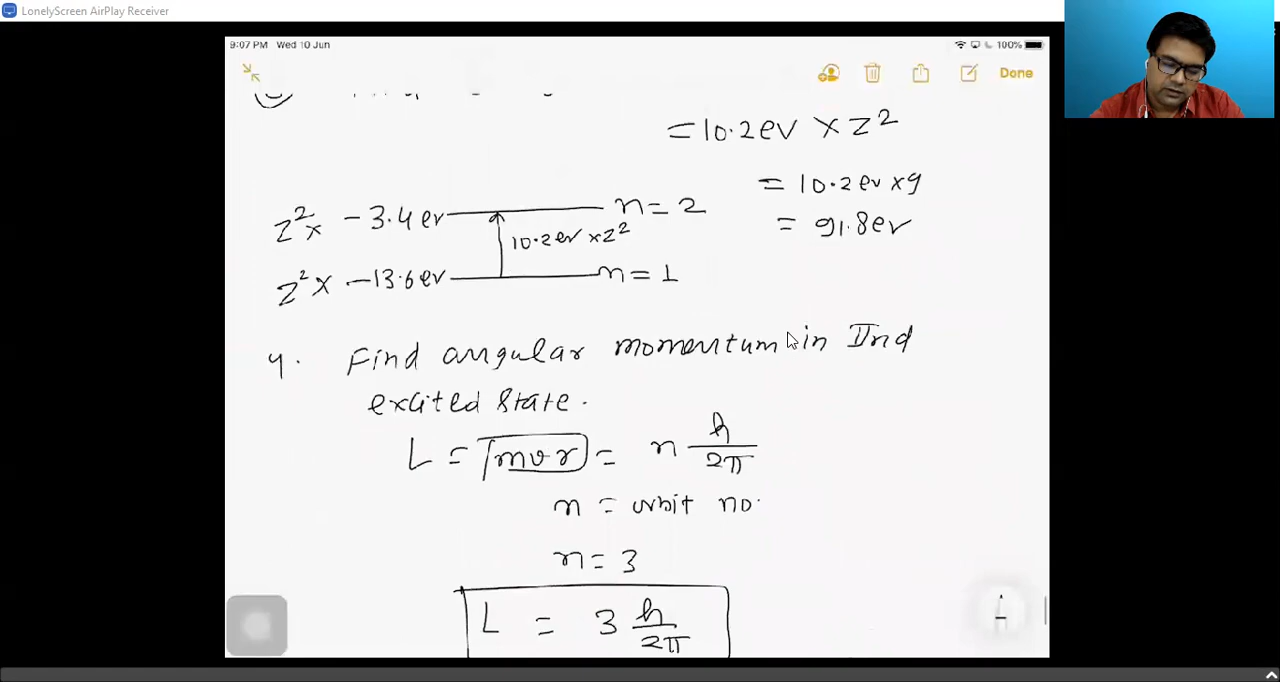 LonelyScreen AirPlay Receiver
9:07 PM Wed 10 Jun
100%
Done
= 10.2 ev × Z²
= 10.2 ev × 9
= 91.8 ev
Z² × -3.4 ev n = 2
10.2 ev × Z²
Z² × -13.6 ev n = 1
4. Find angular momentum in IInd
excited state.
L = mvr = n h/2π
n = orbit no.
n = 3
L = 3 h/2π